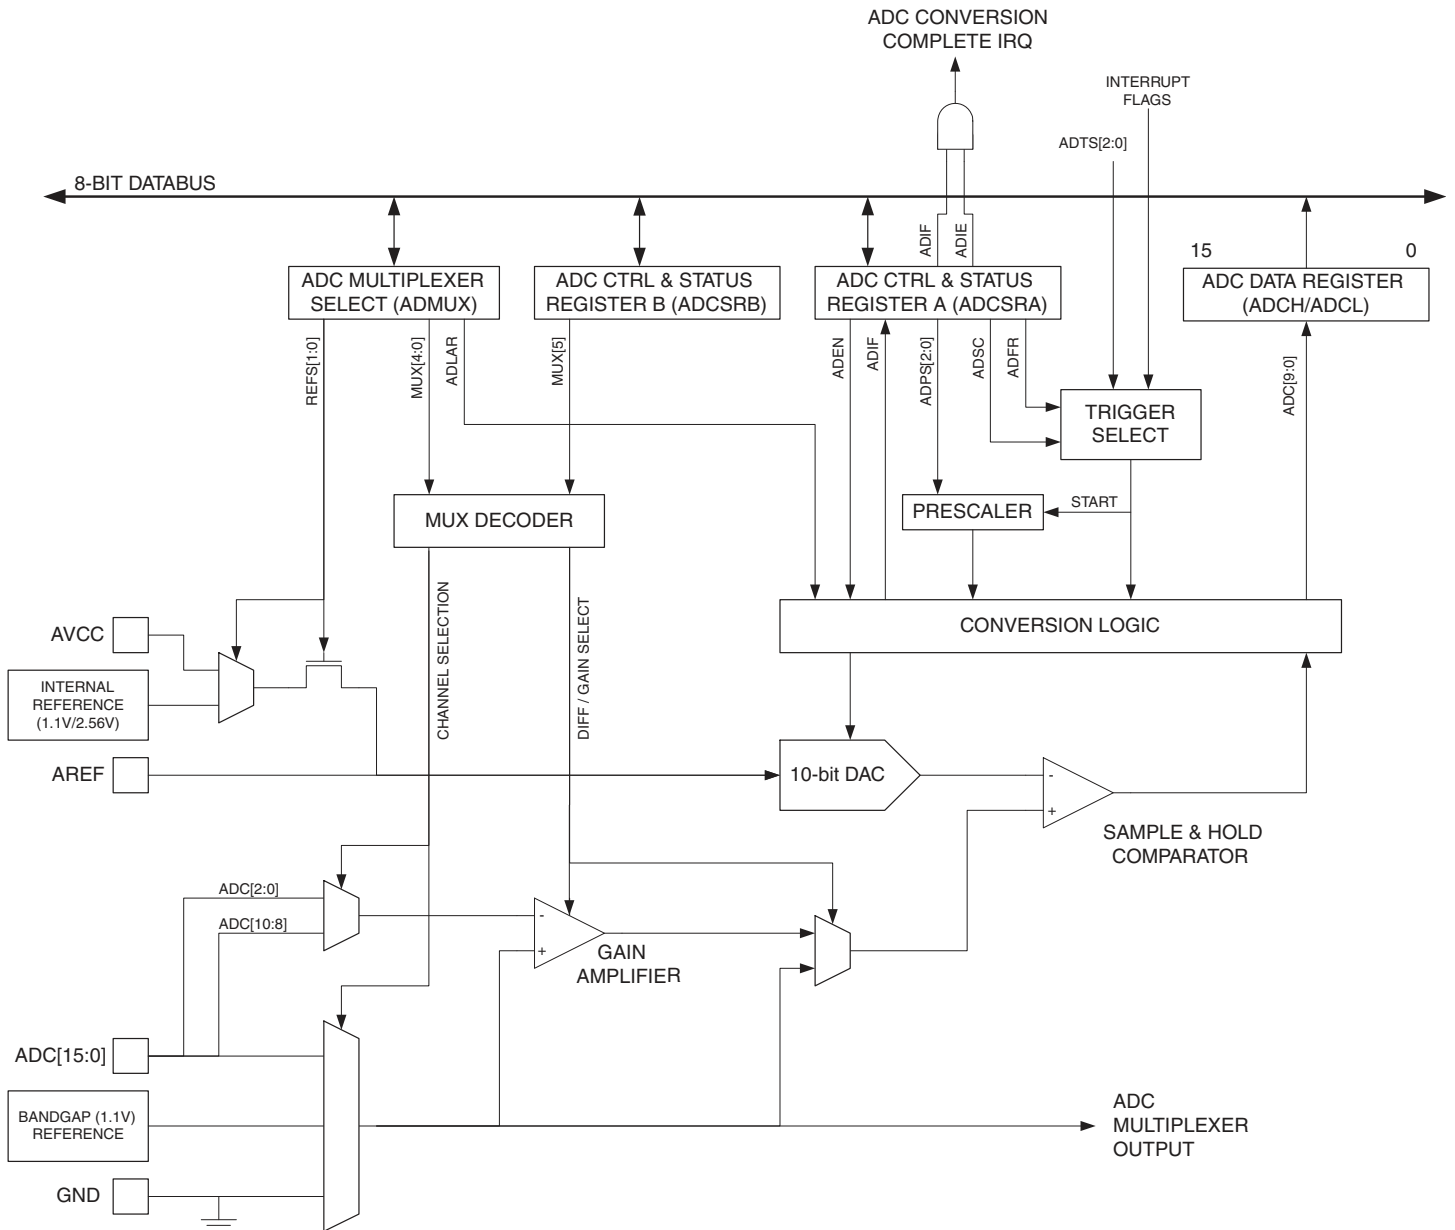 ADC CONVERSION
COMPLETE IRQ
INTERRUPT
FLAGS
ADTS[2:0]
8-BIT DATABUS
ADIF
ADIE
15
0
ADC MULTIPLEXER
SELECT (ADMUX)
ADC CTRL & STATUS
REGISTER B (ADCSRB)
ADC CTRL & STATUS
REGISTER A (ADCSRA)
ADC DATA REGISTER
(ADCH/ADCL)
REFS[1:0]
MUX[4:0]
ADLAR
MUX[5]
ADEN
ADIF
ADPS[2:0]
ADSC
ADFR
ADC[9:0]
TRIGGER
SELECT
MUX DECODER
PRESCALER
START
CHANNEL SELECTION
DIFF / GAIN SELECT
CONVERSION LOGIC
AVCC
INTERNAL
REFERENCE
(1.1V/2.56V)
AREF
10-bit DAC
-
+
SAMPLE & HOLD
COMPARATOR
ADC[2:0]
ADC[10:8]
-
+
GAIN
AMPLIFIER
ADC[15:0]
BANDGAP (1.1V)
REFERENCE
ADC
MULTIPLEXER
OUTPUT
GND